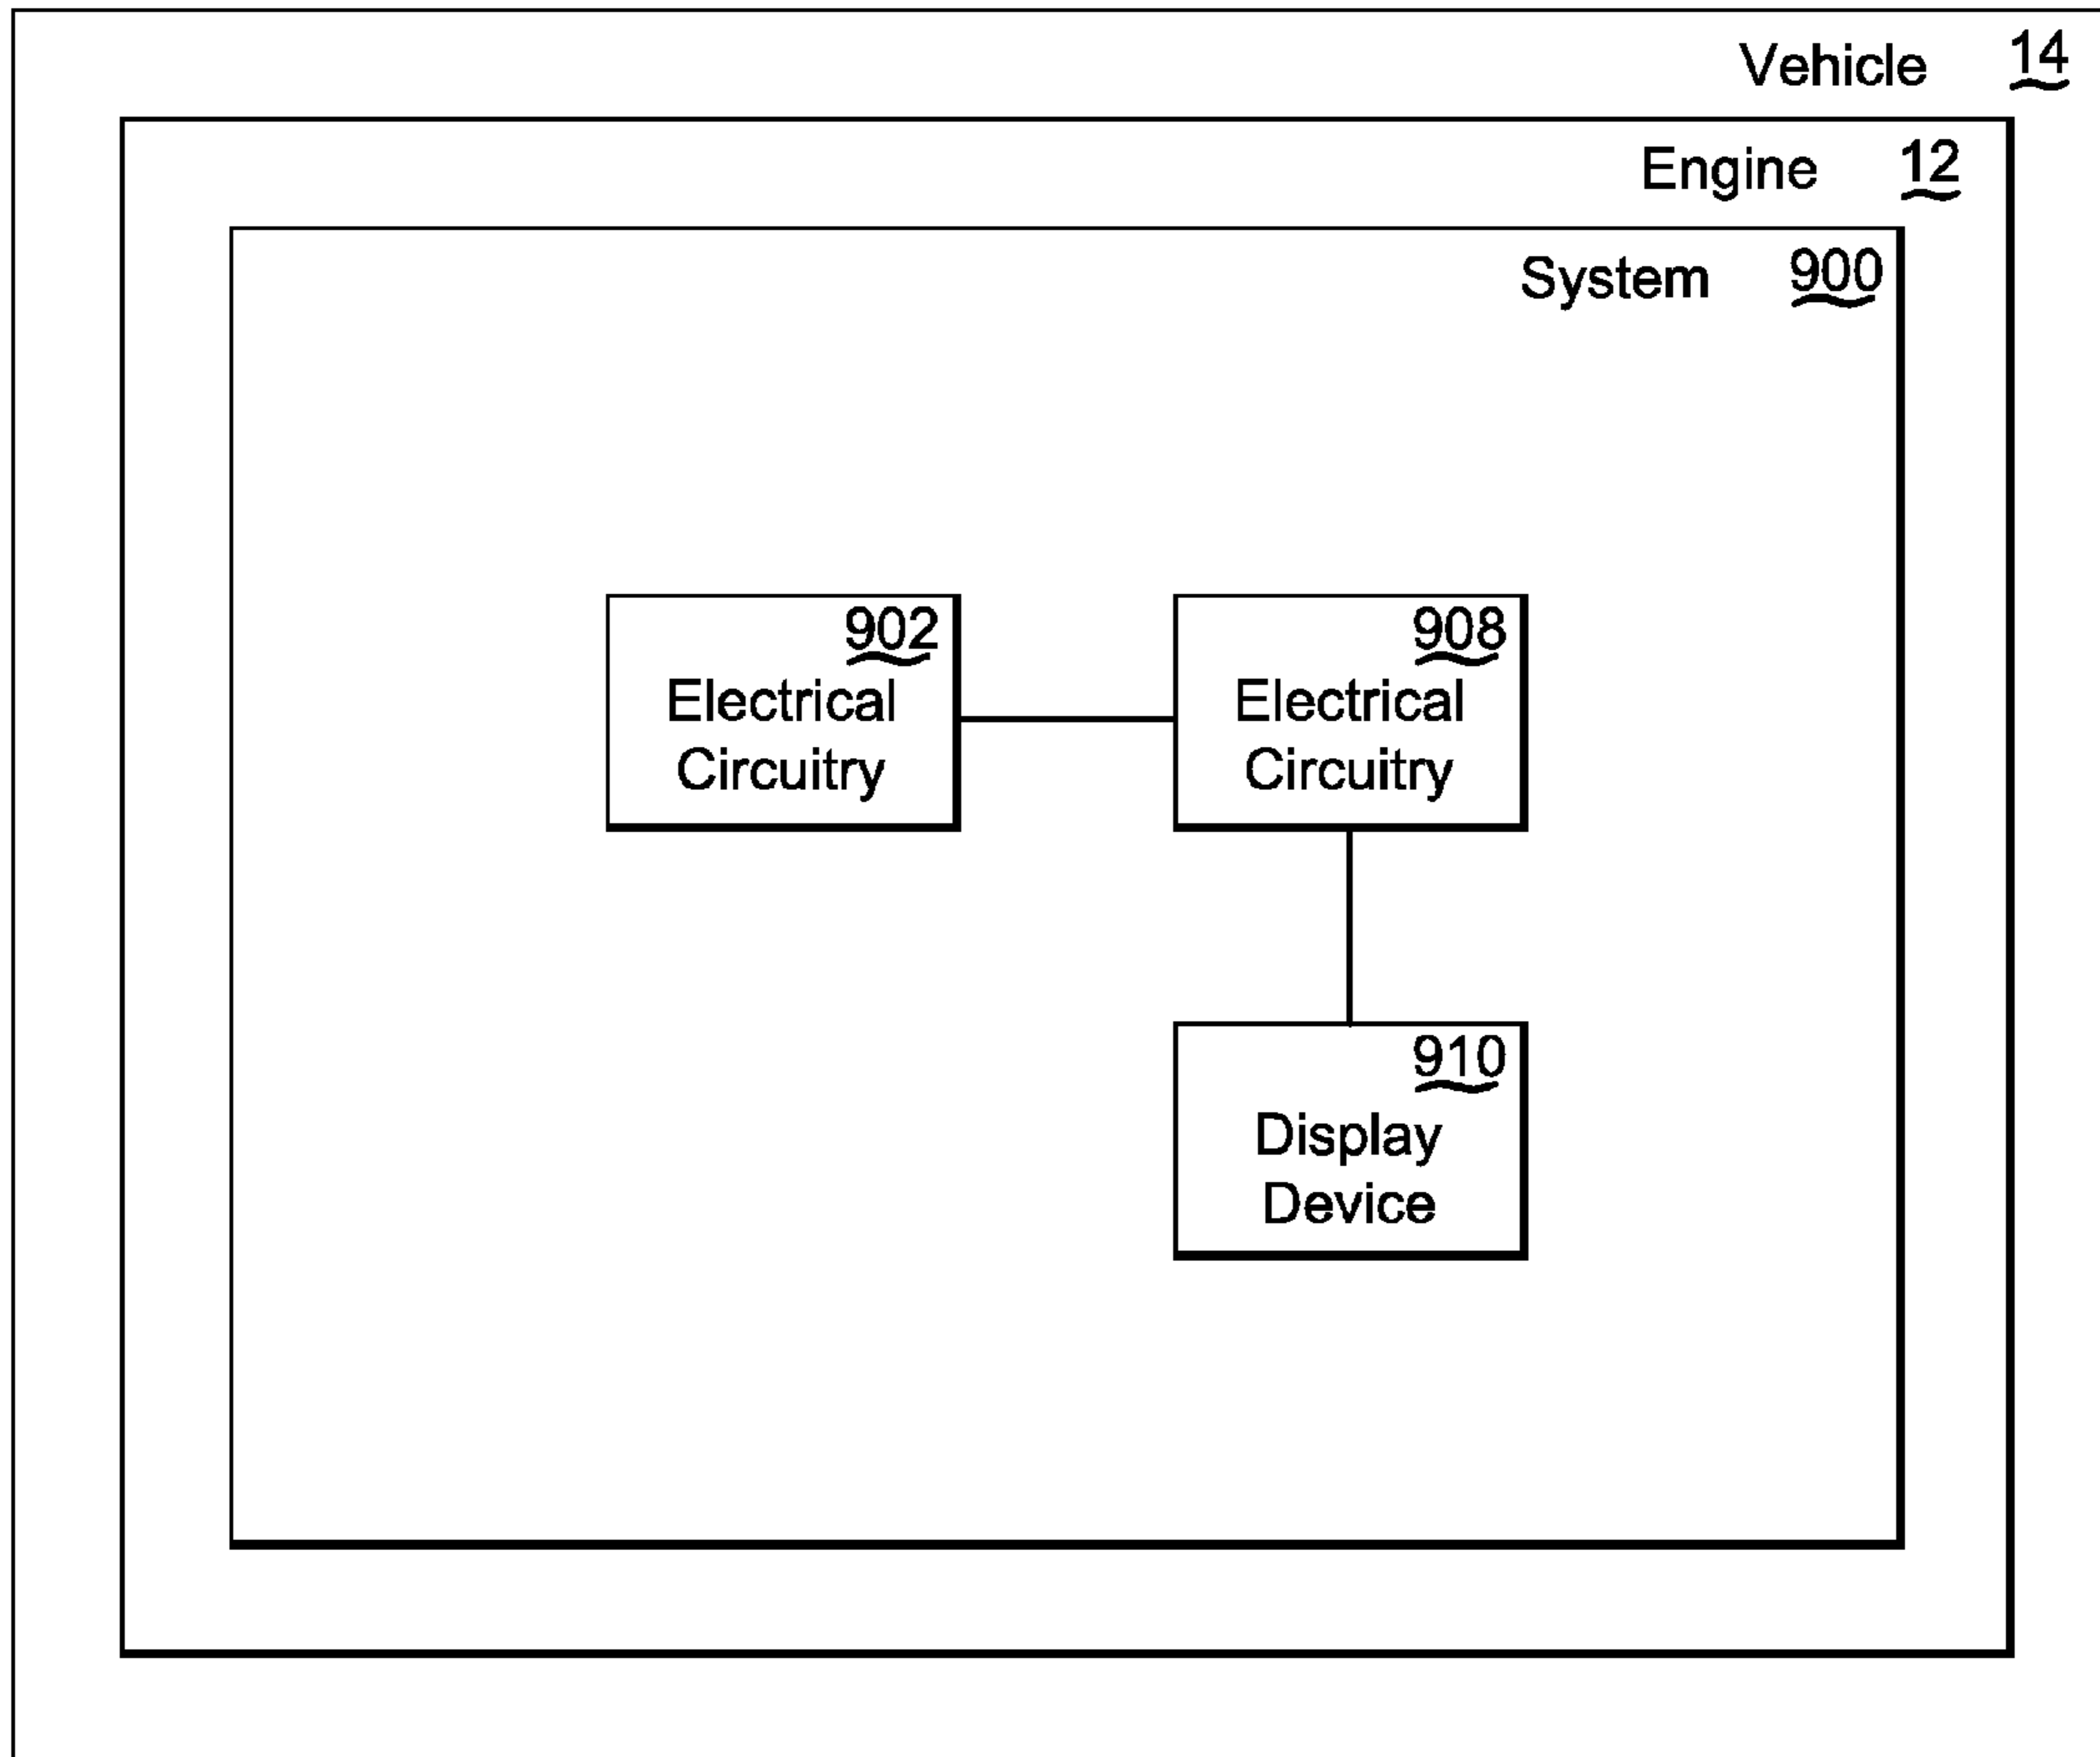 Vehicle 14
Engine 12
System 900
902
Electrical
Circuitry
908
Electrical
Circuitry
910
Display
Device